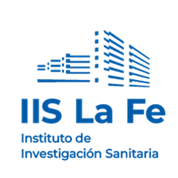 IIS La Fe
Instituto de
Investigación Sanitaria